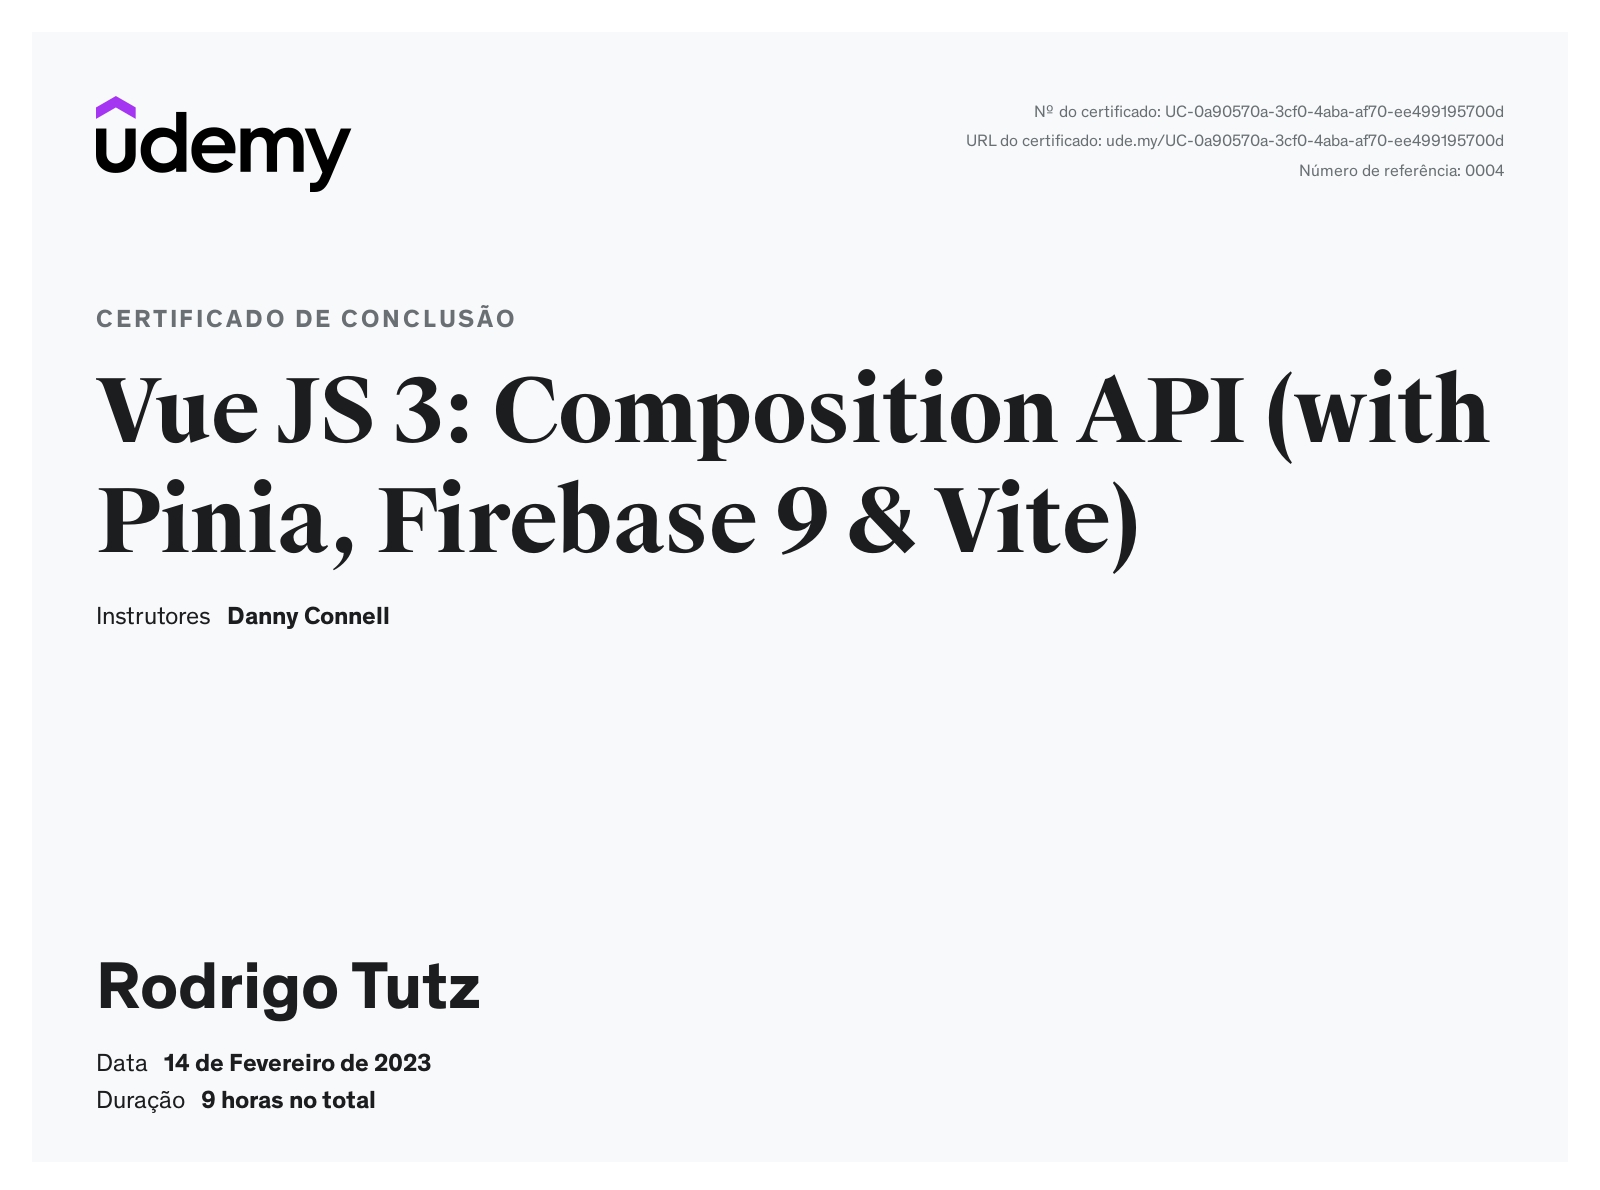 udemy
Nº do certificado: UC-0a90570a-3cf0-4aba-af70-ee499195700d
URL do certificado: ude.my/UC-0a90570a-3cf0-4aba-af70-ee499195700d
Número de referência: 0004
CERTIFICADO DE CONCLUSÃO
Vue JS 3: Composition API (with
Pinia, Firebase 9 & Vite)
Instrutores Danny Connell
Rodrigo Tutz
Data 14 de Fevereiro de 2023
Duração 9 horas no total